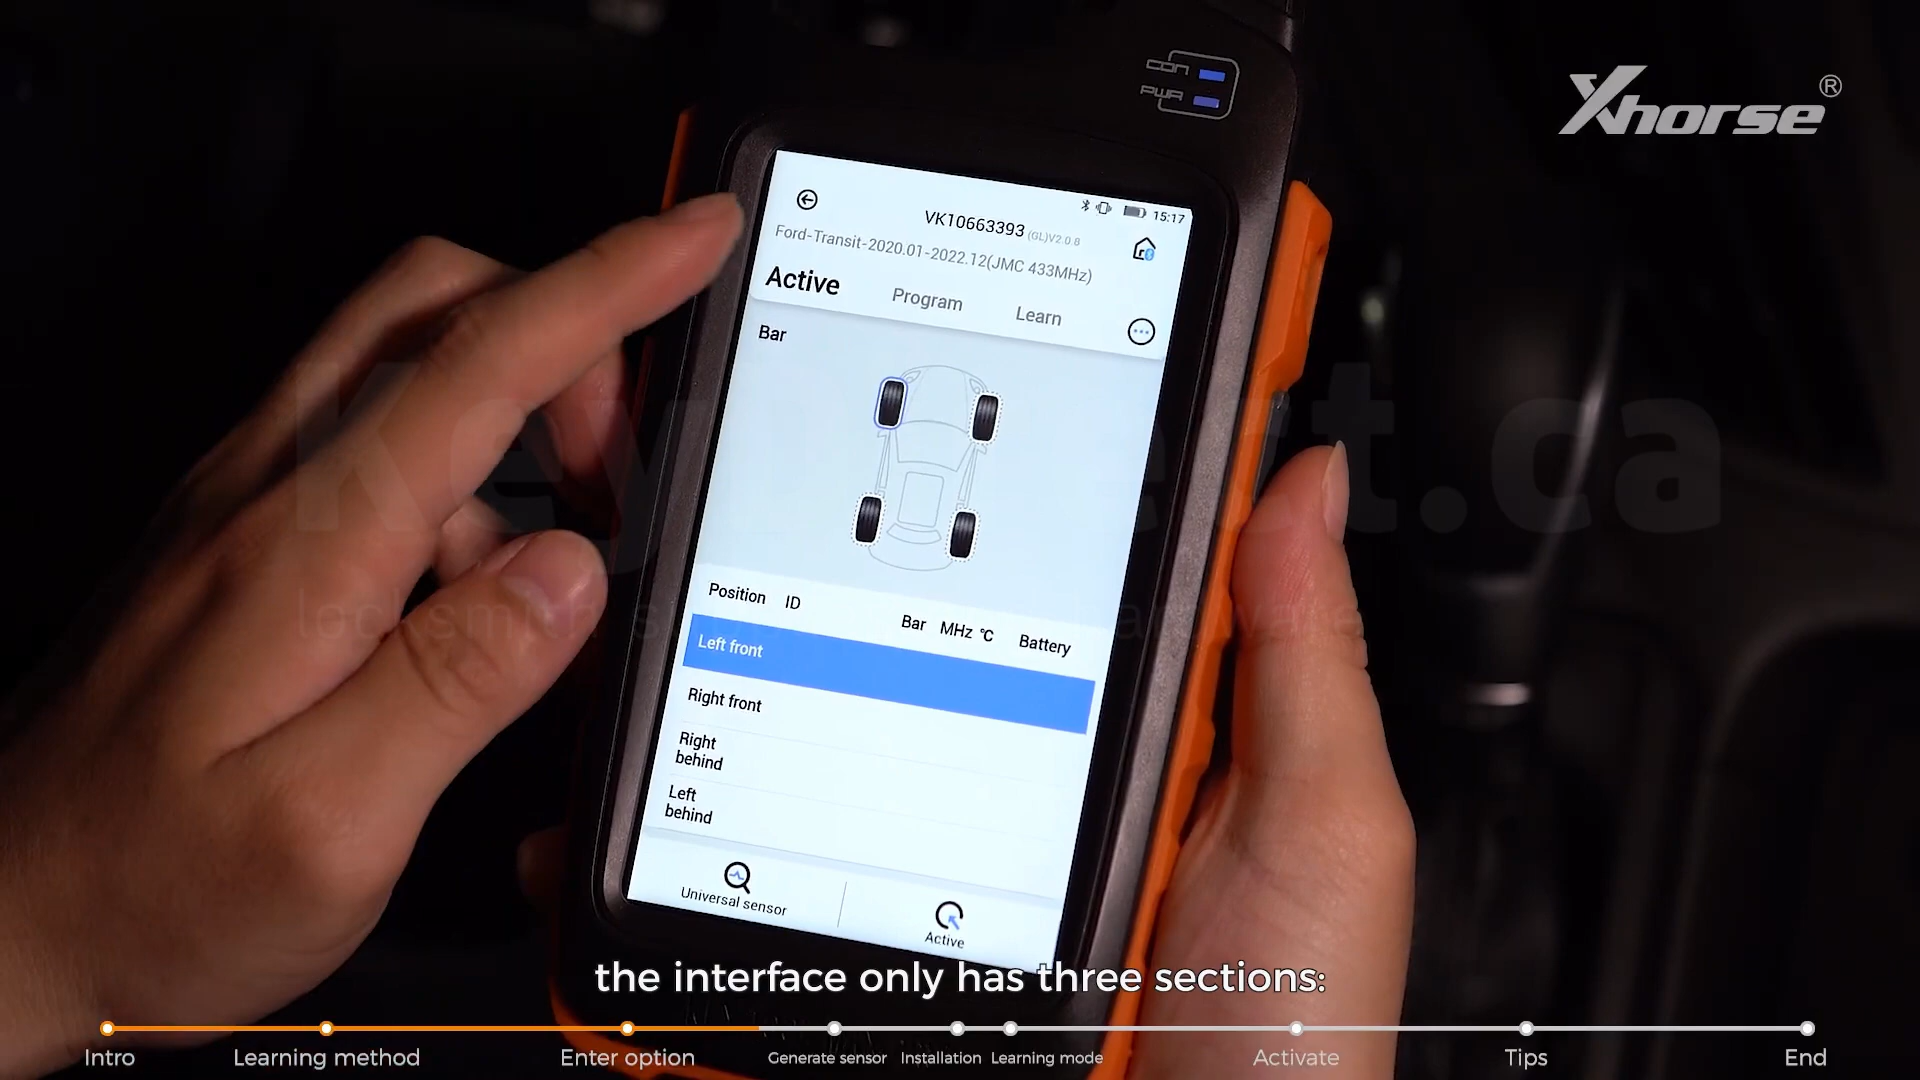 CON
PWR
Xhorse®
15:17
VK10663393 (GL)V2.0.8
Ford-Transit-2020.01-2022.12(JMC 433MHz)
Active Program Learn
Bar
Position ID Bar MHz ℃ Battery
Left front
Right front
Right
behind
Left
behind
Universal sensor
Active
the interface only has three sections:
Intro Learning method Enter option Generate sensor Installation Learning mode Activate Tips End